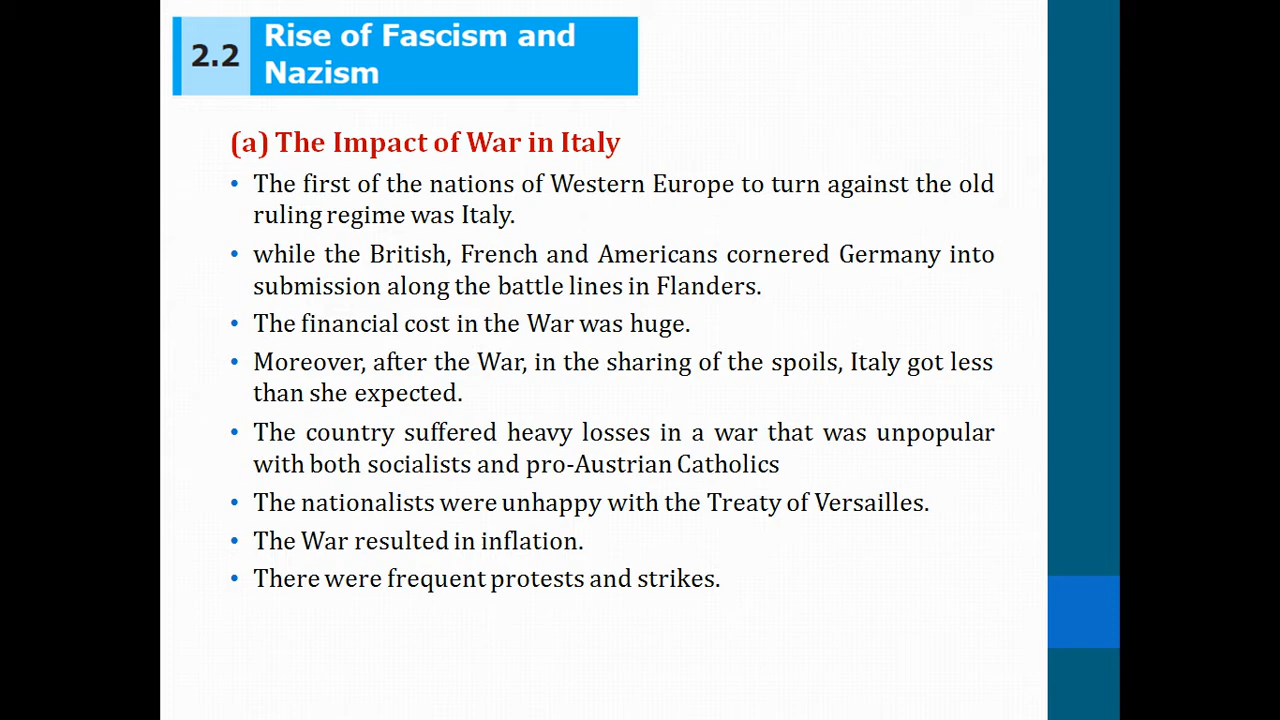 2.2
Rise of Fascism and
Nazism
(a) The Impact of War in Italy
• The first of the nations of Western Europe to turn against the old
ruling regime was Italy.
• while the British, French and Americans cornered Germany into
submission along the battle lines in Flanders.
• The financial cost in the War was huge.
• Moreover, after the War, in the sharing of the spoils, Italy got less
than she expected.
• The country suffered heavy losses in a war that was unpopular
with both socialists and pro-Austrian Catholics
• The nationalists were unhappy with the Treaty of Versailles.
• The War resulted in inflation.
• There were frequent protests and strikes.